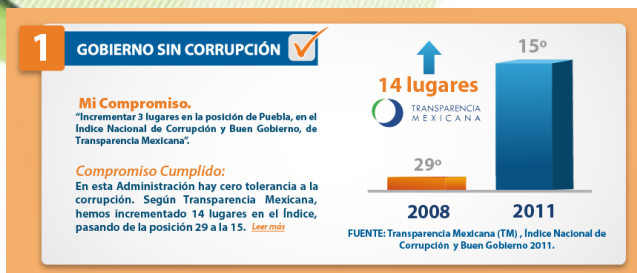 1
GOBIERNO SIN CORRUPCIÓN
Mi Compromiso.
“Incrementar 3 lugares en la posición de Puebla, en el
Índice Nacional de Corrupción y Buen Gobierno, de
Transparencia Mexicana”.
Compromiso Cumplido:
En esta Administración hay cero tolerancia a la
corrupción. Según Transparencia Mexicana,
hemos incrementado 14 lugares en el Índice,
pasando de la posición 29 a la 15. Leer más
15º
14 lugares
TRANSPARENCIA
MEXICANA
29º
2008
2011
FUENTE: Transparencia Mexicana (TM) , Índice Nacional de
Corrupción y Buen Gobierno 2011.